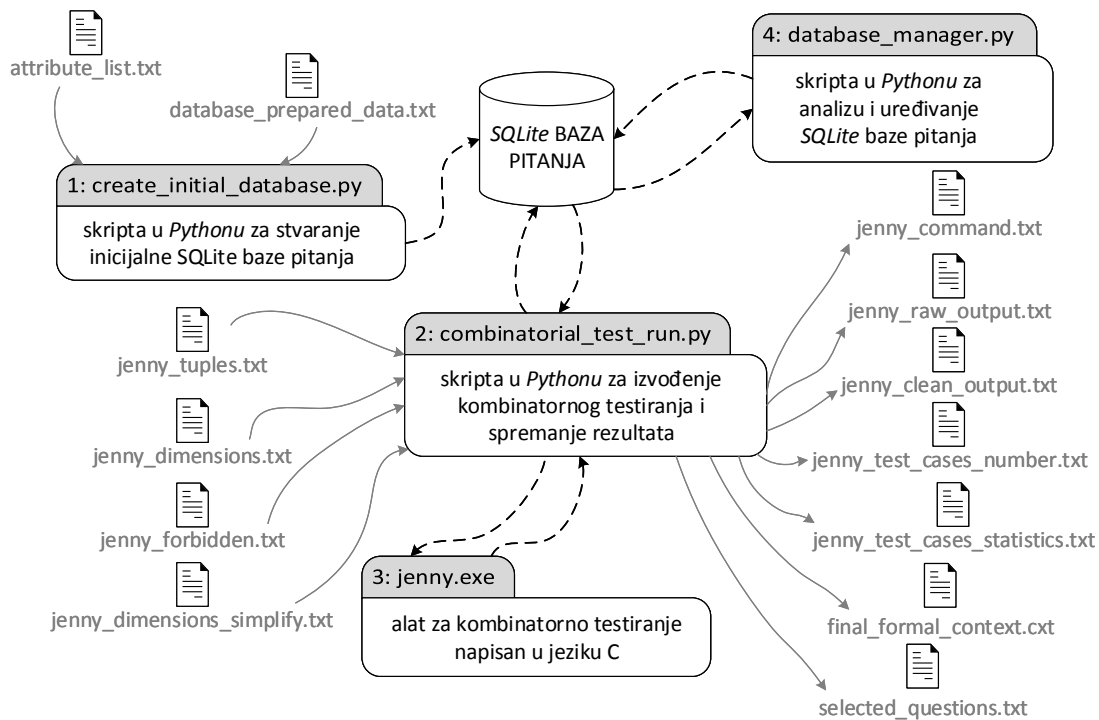 attribute_list.txt
database_prepared_data.txt
1: create_initial_database.py
skripta u Pythonu za stvaranje
inicijalne SQLite baze pitanja
SQLite BAZA
PITANJA
4: database_manager.py
skripta u Pythonu za
analizu i uređivanje
SQLite baze pitanja
jenny_tuples.txt
jenny_dimensions.txt
jenny_forbidden.txt
jenny_dimensions_simplify.txt
2: combinatorial_test_run.py
skripta u Pythonu za izvođenje
kombinatornog testiranja i
spremanje rezultata
3: jenny.exe
alat za kombinatorno testiranje
napisan u jeziku C
jenny_command.txt
jenny_raw_output.txt
jenny_clean_output.txt
jenny_test_cases_number.txt
jenny_test_cases_statistics.txt
final_formal_context.cxt
selected_questions.txt